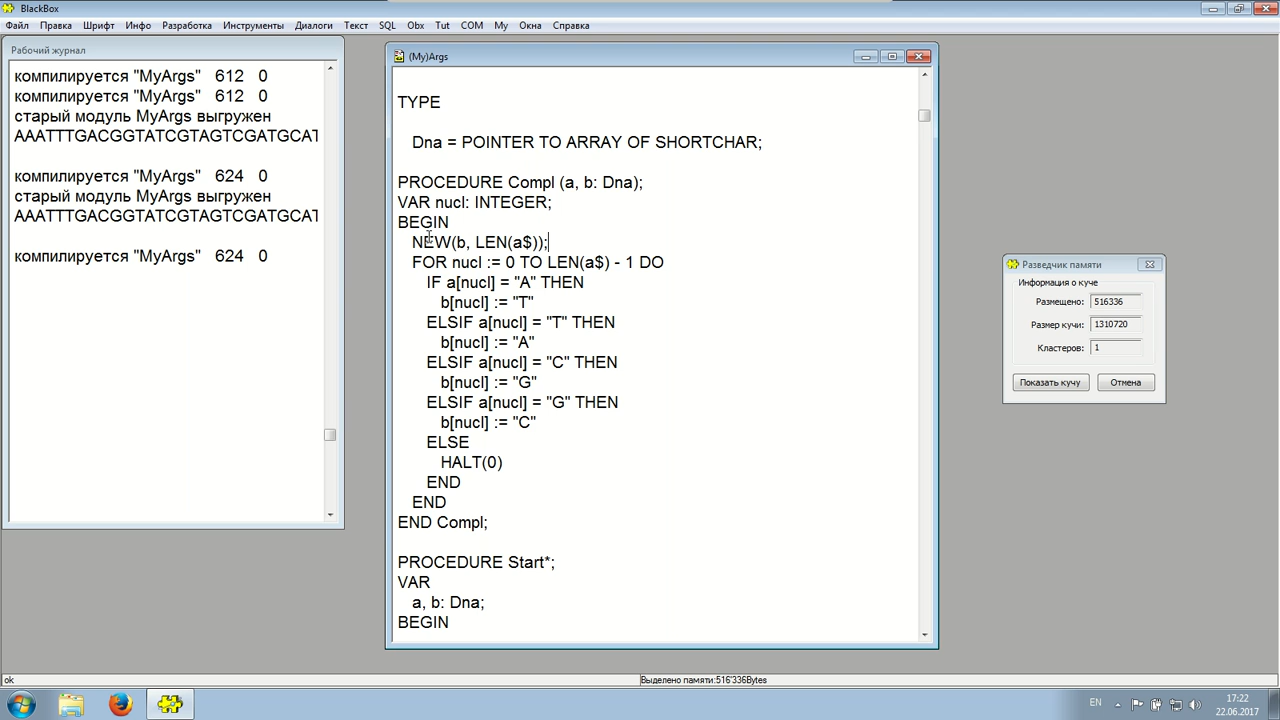 BlackBox
Файл Правка Шрифт Инфо Разработка Инструменты Диалоги Текст SQL Obx Tut COM My Окна Справка
Рабочий журнал
компилируется "MyArgs" 612 0
компилируется "MyArgs" 612 0
старый модуль MyArgs выгружен
AAATTTGACGGTATCGTAGTCGATGCAT
компилируется "MyArgs" 624 0
старый модуль MyArgs выгружен
AAATTTGACGGTATCGTAGTCGATGCAT
компилируется "MyArgs" 624 0
(My)Args
TYPE
Dna = POINTER TO ARRAY OF SHORTCHAR;
PROCEDURE Compl (a, b: Dna);
VAR nucl: INTEGER;
BEGIN
NEW(b, LEN(a$));
FOR nucl := 0 TO LEN(a$) - 1 DO
IF a[nucl] = "A" THEN
b[nucl] := "T"
ELSIF a[nucl] = "T" THEN
b[nucl] := "A"
ELSIF a[nucl] = "C" THEN
b[nucl] := "G"
ELSIF a[nucl] = "G" THEN
b[nucl] := "C"
ELSE
HALT(0)
END
END
END Compl;
PROCEDURE Start*;
VAR
a, b: Dna;
BEGIN
Разведчик памяти
Информация о куче
Размещено: 516336
Размер кучи: 1310720
Кластеров: 1
Показать кучу Отмена
ok Выделено памяти:516'336Bytes
EN 17:22
22.06.2017